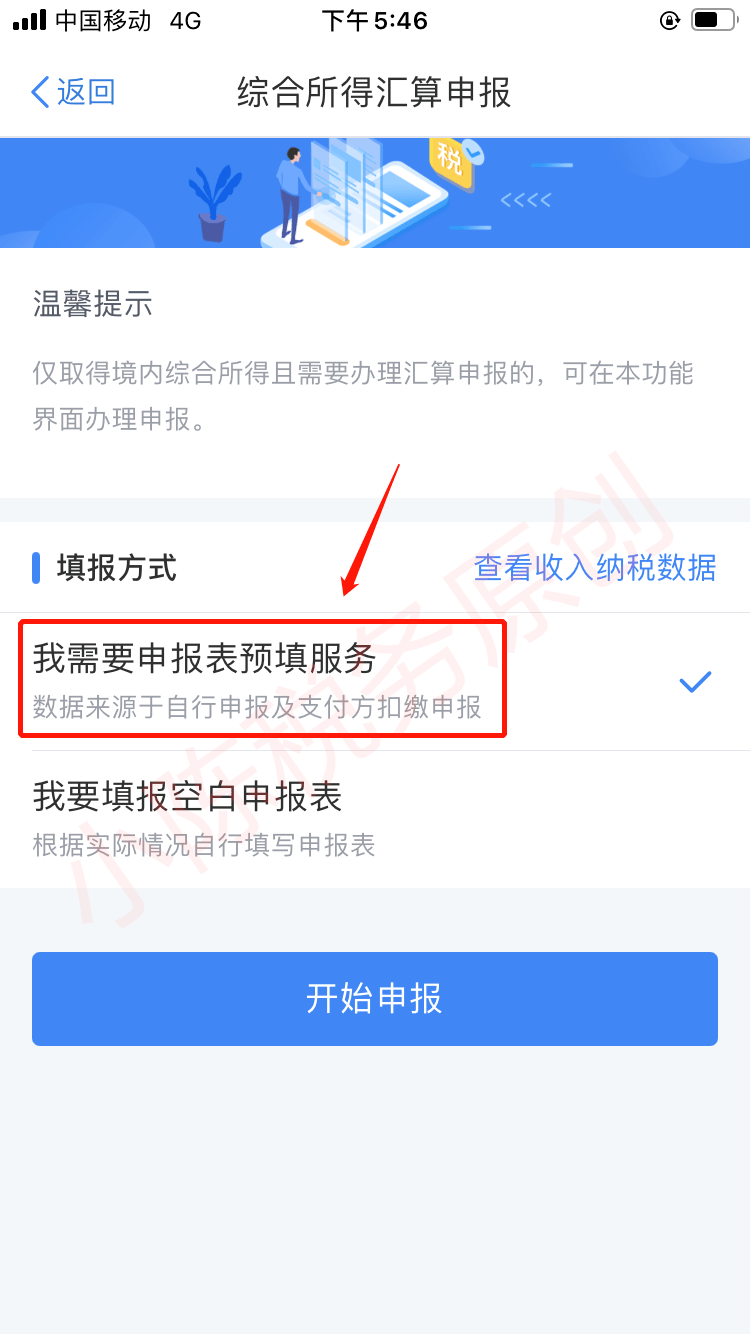 中国移动 4G 下午5:46
返回 综合所得汇算申报
税
温馨提示
仅取得境内综合所得且需要办理汇算申报的，可在本功能
界面办理申报。
填报方式 查看收入纳税数据
我需要申报表预填服务
数据来源于自行申报及支付方扣缴申报
我要填报空白申报表
根据实际情况自行填写申报表
开始申报
小陈税务原创